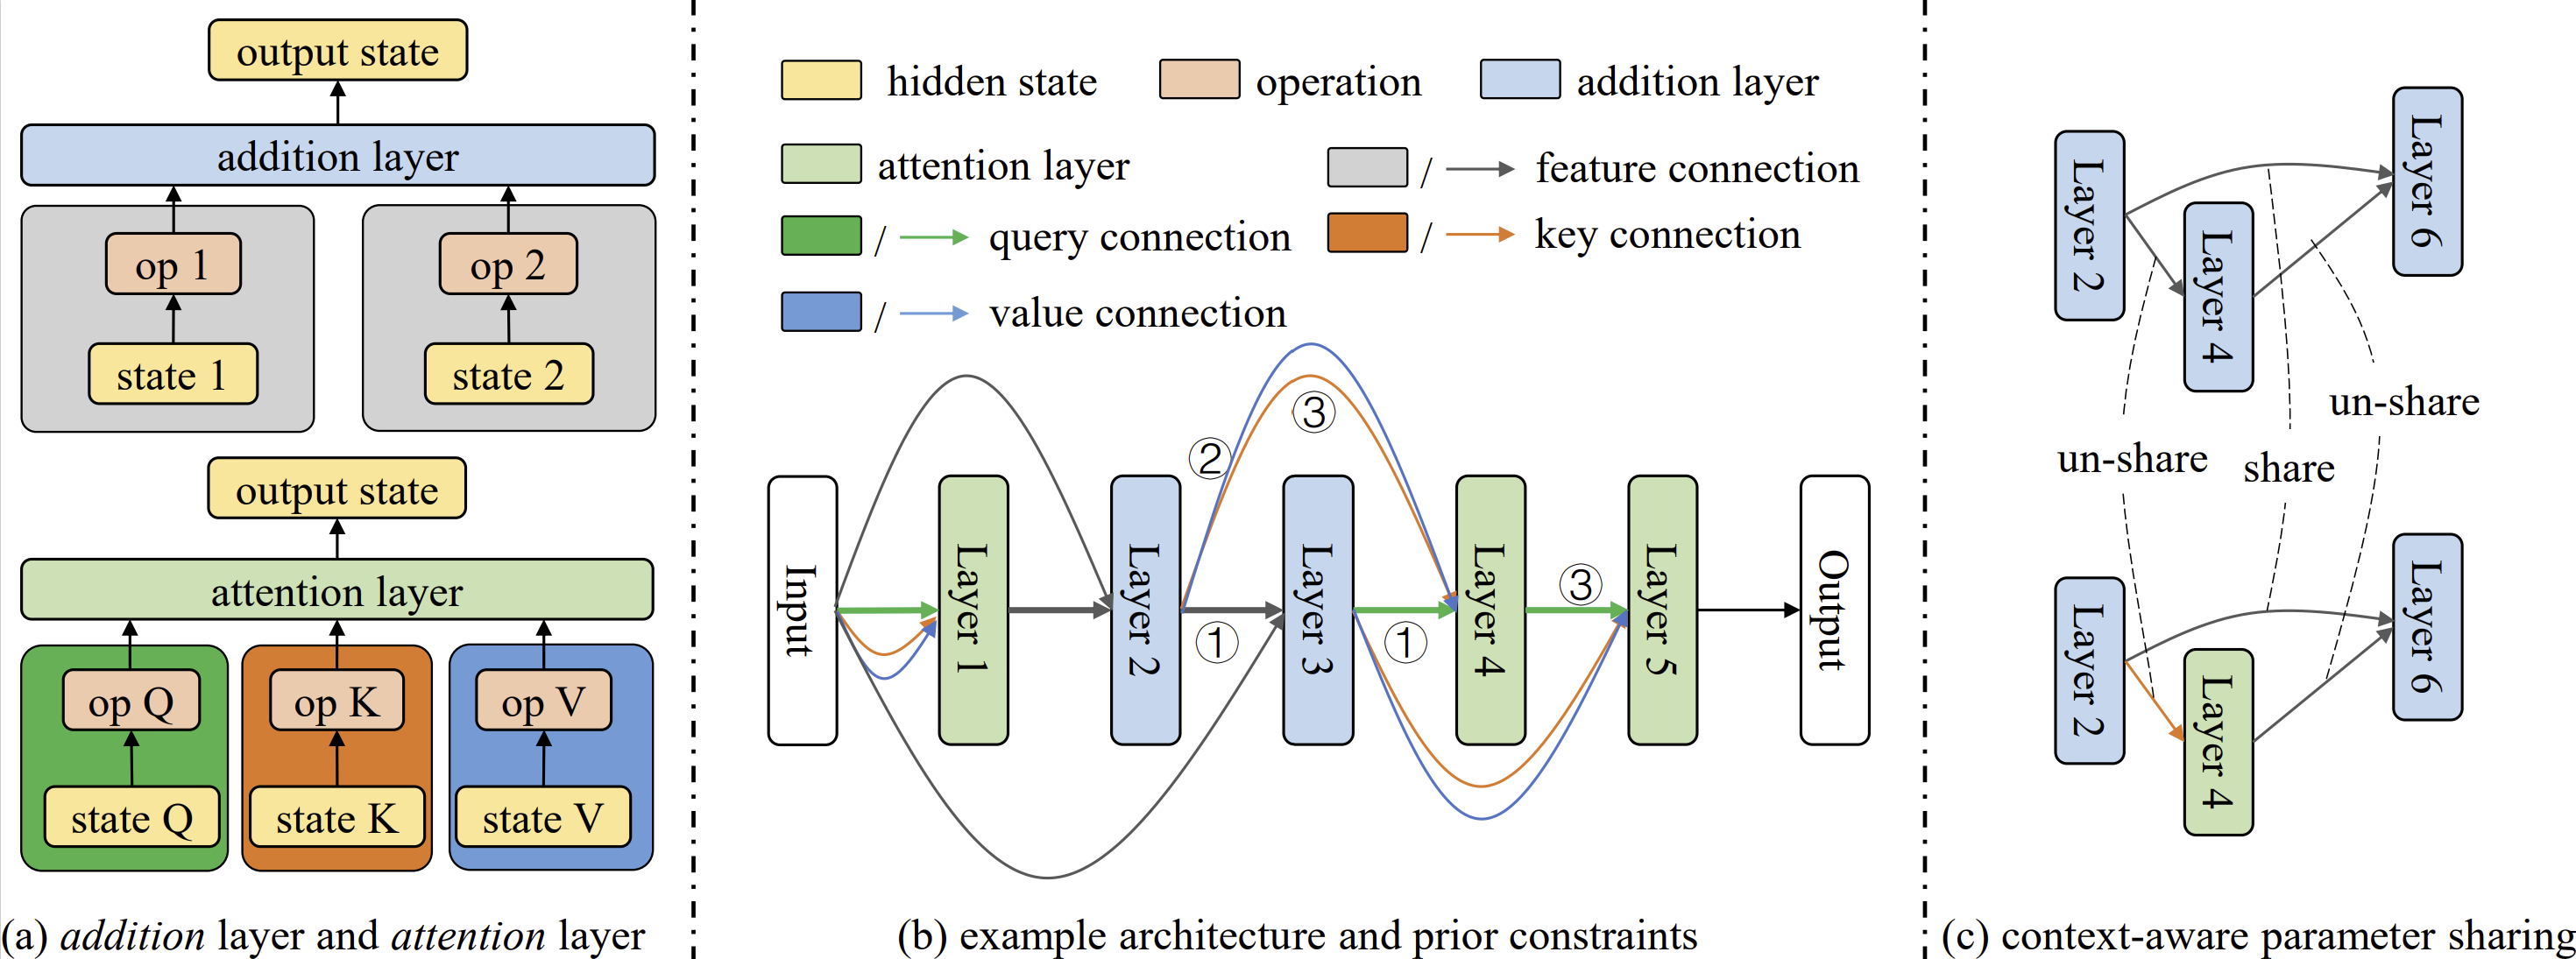 output state
addition layer
op 1
op 2
state 1
state 2
output state
attention layer
op Q
op K
op V
state Q
state K
state V
(a) addition layer and attention layer
hidden state
operation
addition layer
attention layer
/ feature connection
/ query connection
/ key connection
/ value connection
③
②
③
①
①
Input
Layer 1
Layer 2
Layer 3
Layer 4
Layer 5
Output
(b) example architecture and prior constraints
Layer 2
Layer 4
Layer 6
un-share
share
un-share
Layer 2
Layer 4
Layer 6
(c) context-aware parameter sharing